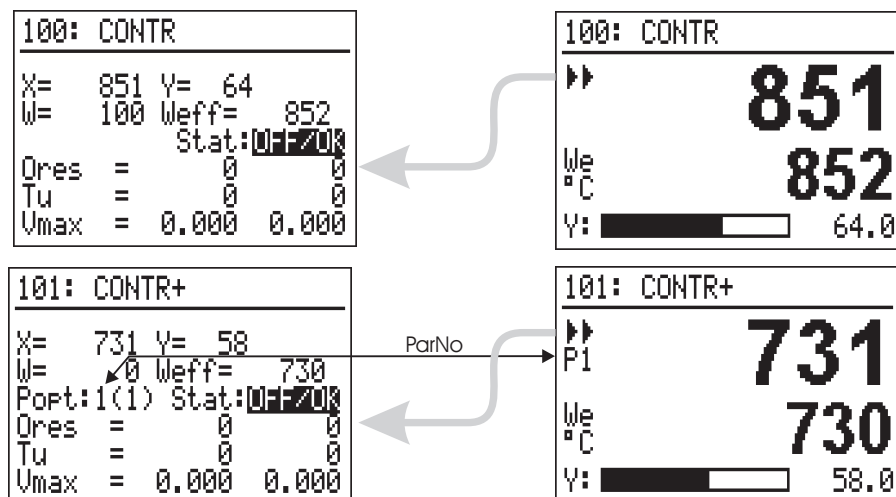 100: CONTR
X= 851 Y= 64
W= 100 Weff= 852
Stat:OFF/OK
Ores = 0 0
Tu = 0 0
Vmax = 0.000 0.000
100: CONTR
851
We
°C 852
Y: 64.0
101: CONTR+
X= 731 Y= 58
W= 0 Weff= 730
Popt:1(1) Stat:OFF/OK
Ores = 0 0
Tu = 0 0
Vmax = 0.000 0.000
ParNo
101: CONTR+
P1 731
We
°C 730
Y: 58.0